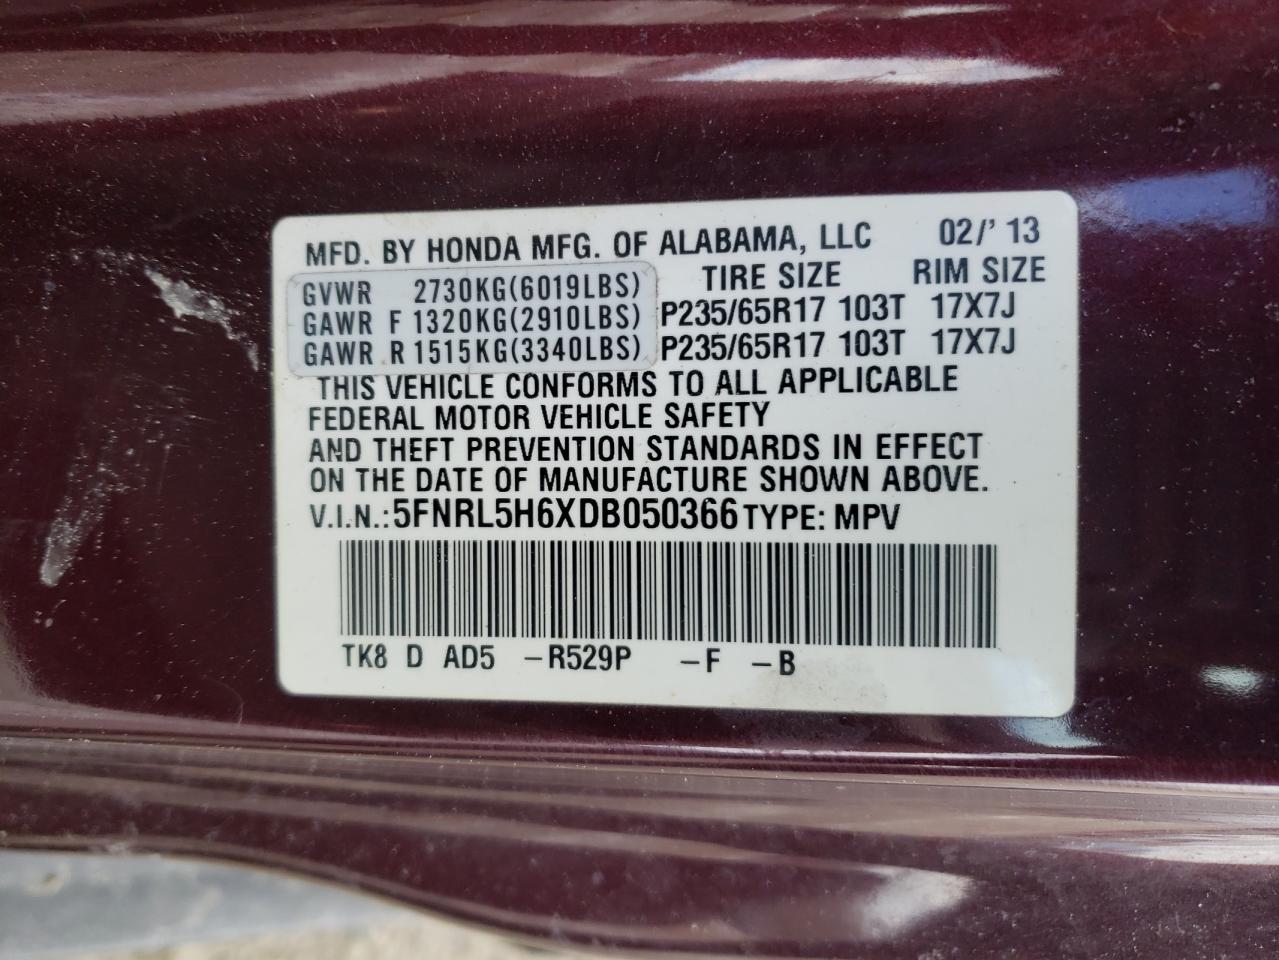 MFD. BY HONDA MFG. OF ALABAMA, LLC 02/' 13
TIRE SIZE RIM SIZE
GVWR 2730KG(6019LBS)
GAWR F 1320KG(2910LBS) P235/65R17 103T 17X7J
GAWR R 1515KG(3340LBS) P235/65R17 103T 17X7J
THIS VEHICLE CONFORMS TO ALL APPLICABLE
FEDERAL MOTOR VEHICLE SAFETY
AND THEFT PREVENTION STANDARDS IN EFFECT
ON THE DATE OF MANUFACTURE SHOWN ABOVE.
V.I.N.: 5FNRL5H6XDB050366 TYPE: MPV
TK8 D AD5 -R529P -F -B